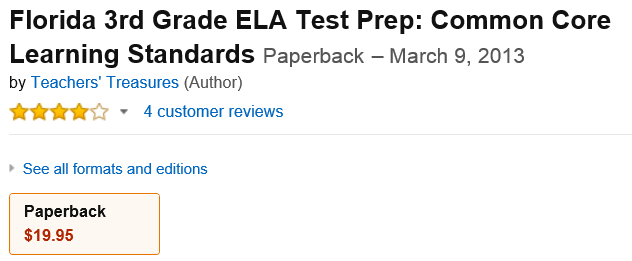 Florida 3rd Grade ELA Test Prep: Common Core
Learning Standards Paperback – March 9, 2013
by Teachers' Treasures (Author)
4 customer reviews
See all formats and editions
Paperback
$19.95